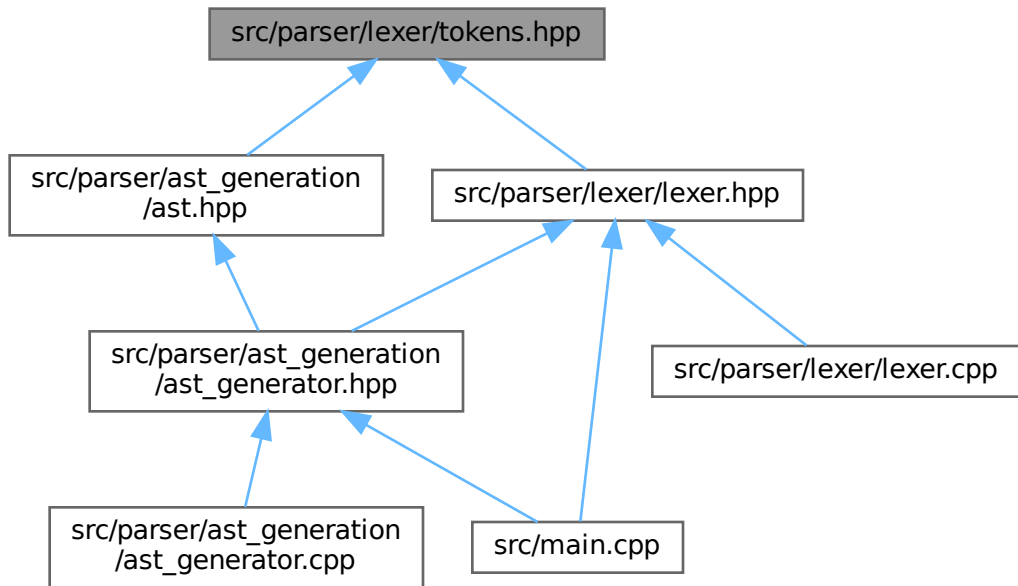 src/parser/lexer/tokens.hpp
src/parser/ast_generation
/ast.hpp
src/parser/lexer/lexer.hpp
src/parser/ast_generation
/ast_generator.hpp
src/parser/lexer/lexer.cpp
src/parser/ast_generation
/ast_generator.cpp
src/main.cpp